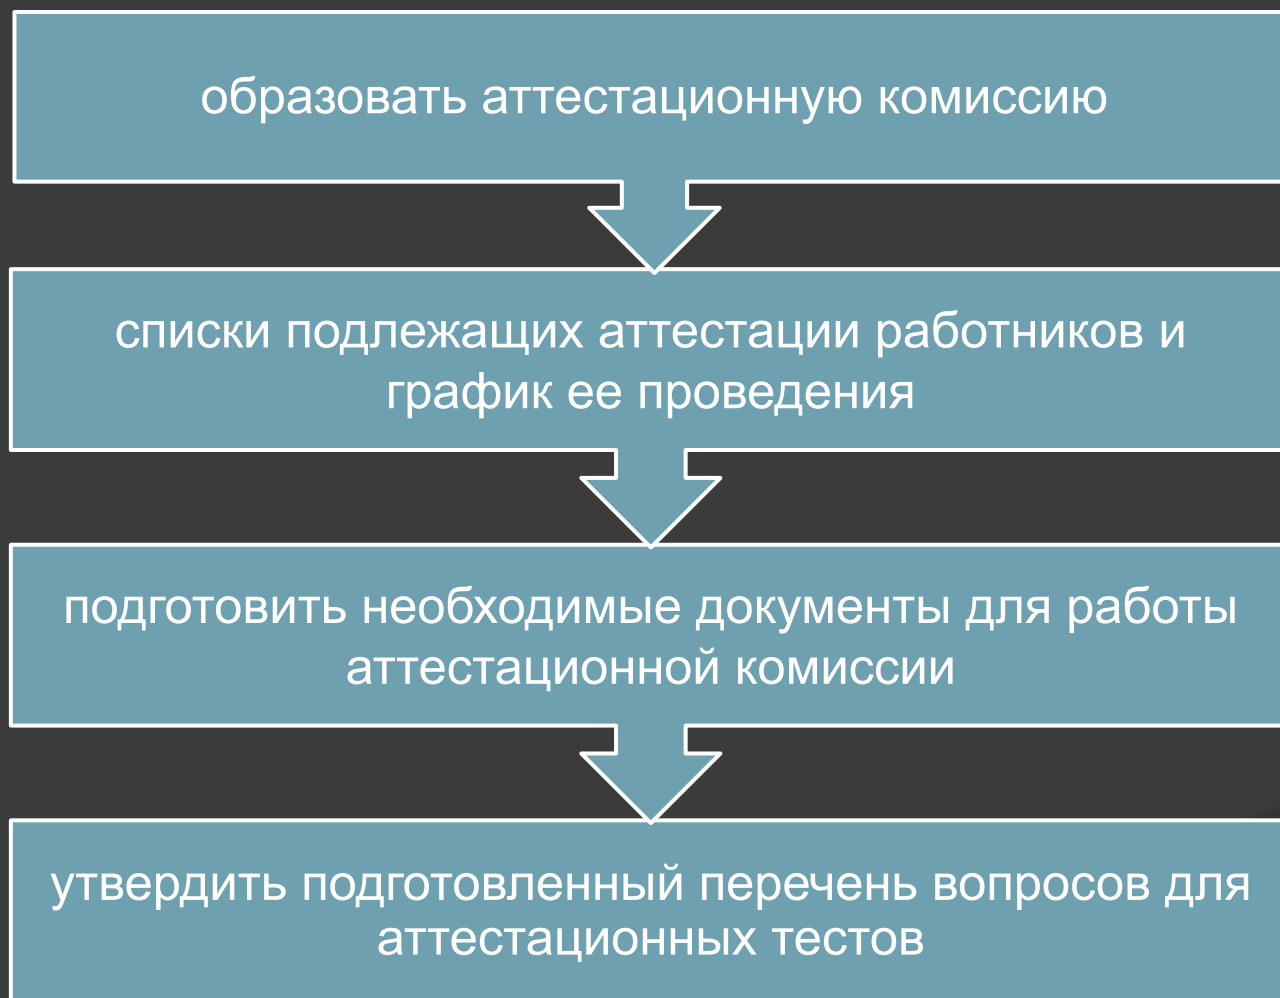 образовать аттестационную комиссию
списки подлежащих аттестации работников и
график ее проведения
подготовить необходимые документы для работы
аттестационной комиссии
утвердить подготовленный перечень вопросов для
аттестационных тестов